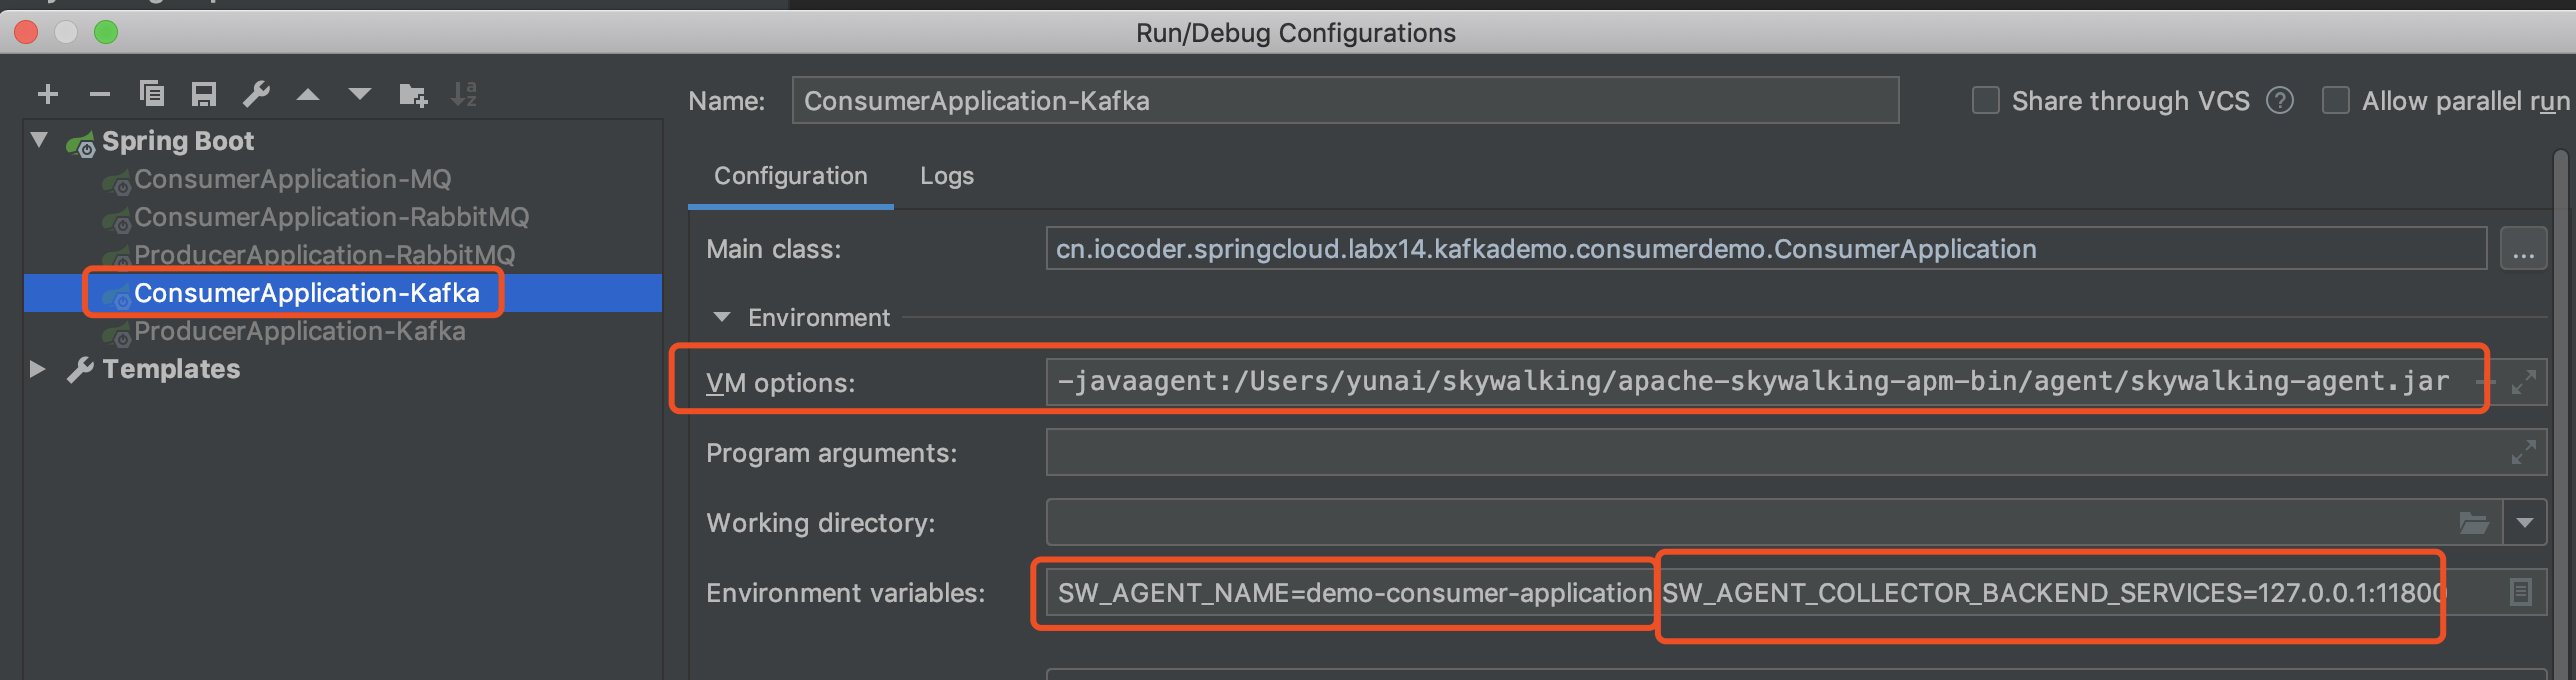 Run/Debug Configurations
Name: ConsumerApplication-Kafka Share through VCS ? Allow parallel run
Spring Boot
ConsumerApplication-MQ
ConsumerApplication-RabbitMQ
ProducerApplication-RabbitMQ
ConsumerApplication-Kafka
ProducerApplication-Kafka
Templates
Configuration Logs
Main class: cn.iocoder.springcloud.labx14.kafkademo.consumerdemo.ConsumerApplication ...
Environment
VM options: -javaagent:/Users/yunai/skywalking/apache-skywalking-apm-bin/agent/skywalking-agent.jar
Program arguments:
Working directory:
Environment variables: SW_AGENT_NAME=demo-consumer-application SW_AGENT_COLLECTOR_BACKEND_SERVICES=127.0.0.1:11800